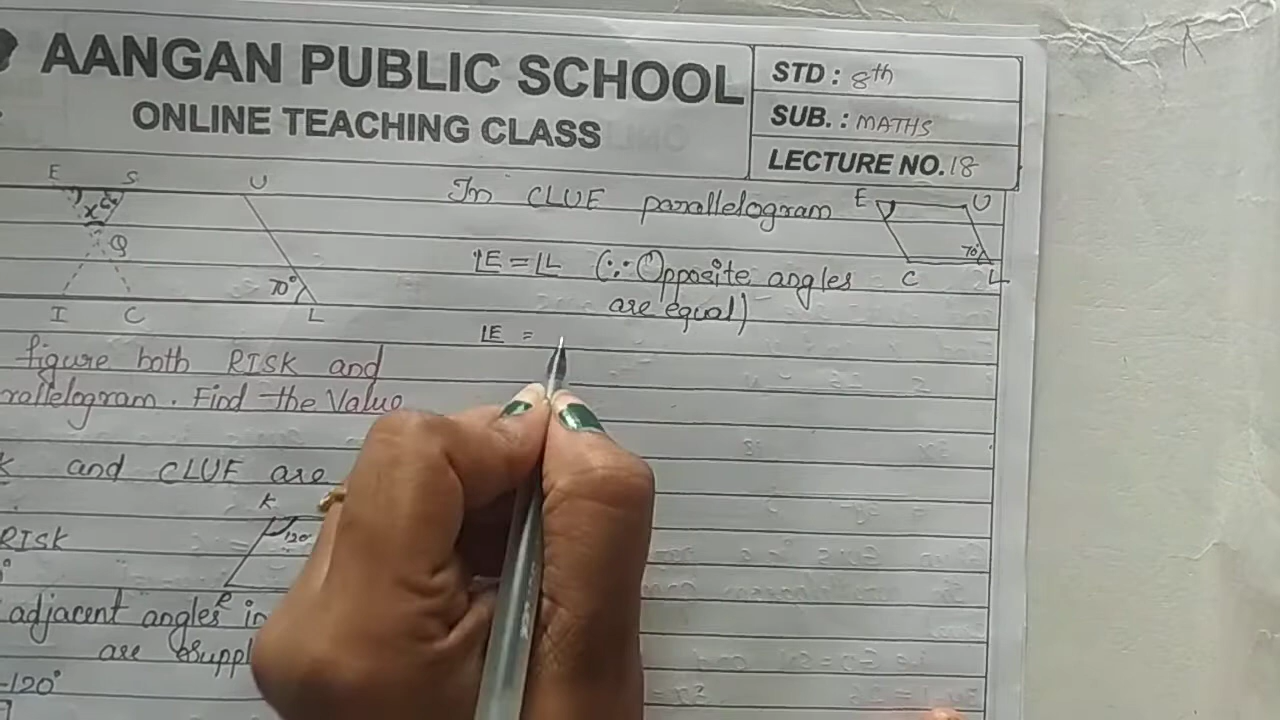 AANGAN PUBLIC SCHOOL
ONLINE TEACHING CLASS
STD : 8th
SUB. : MATHS
LECTURE NO. 18
E S U
x
Q
70°
I C L
In CLUE parallelogram
E U
70°
C L
∠E = ∠L (∵ Opposite angles
are equal)
∠E =
figure both RISK and
rallelogram. Find the Value
K and CLUE are
K
120°
RISK
R
adjacent angles in
are
-120°